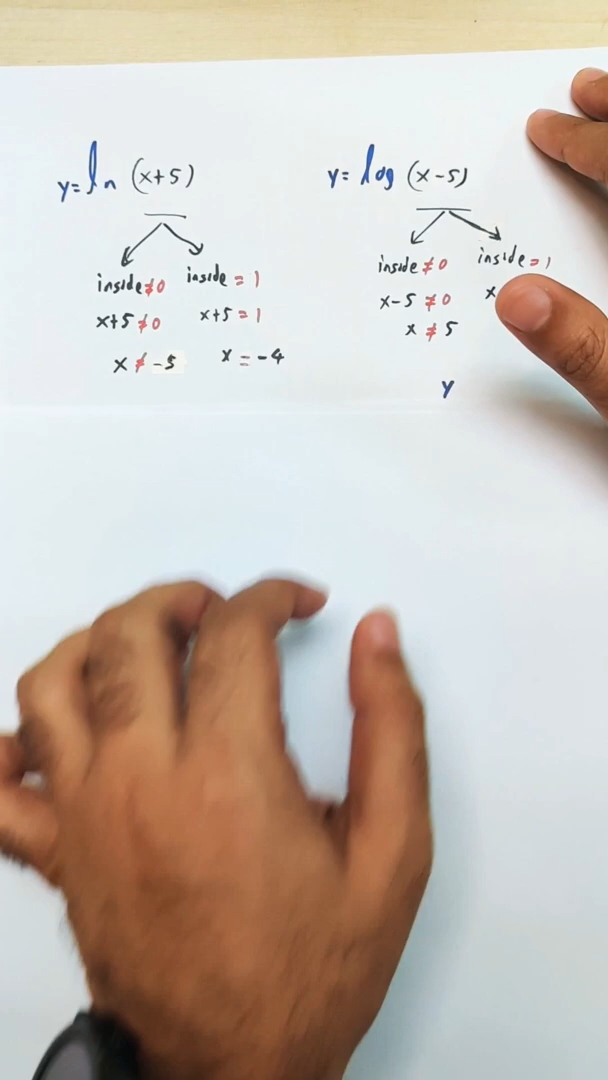 y=ln (x+5)
inside≠0 inside = 1
x+5 ≠0 x+5 = 1
x ≠ -5 x = -4
y= log (x-5)
inside≠0 inside = 1
x-5 ≠0 x
x ≠ 5
y